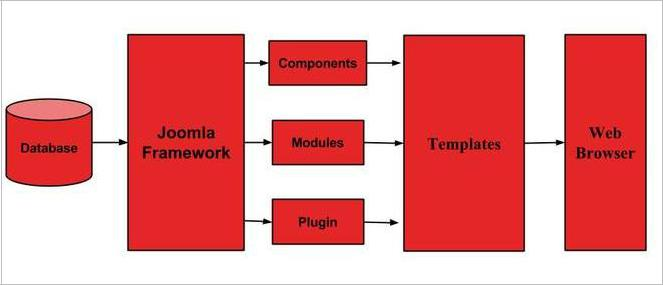 Database
Joomla
Framework
Components
Modules
Plugin
Templates
Web
Browser